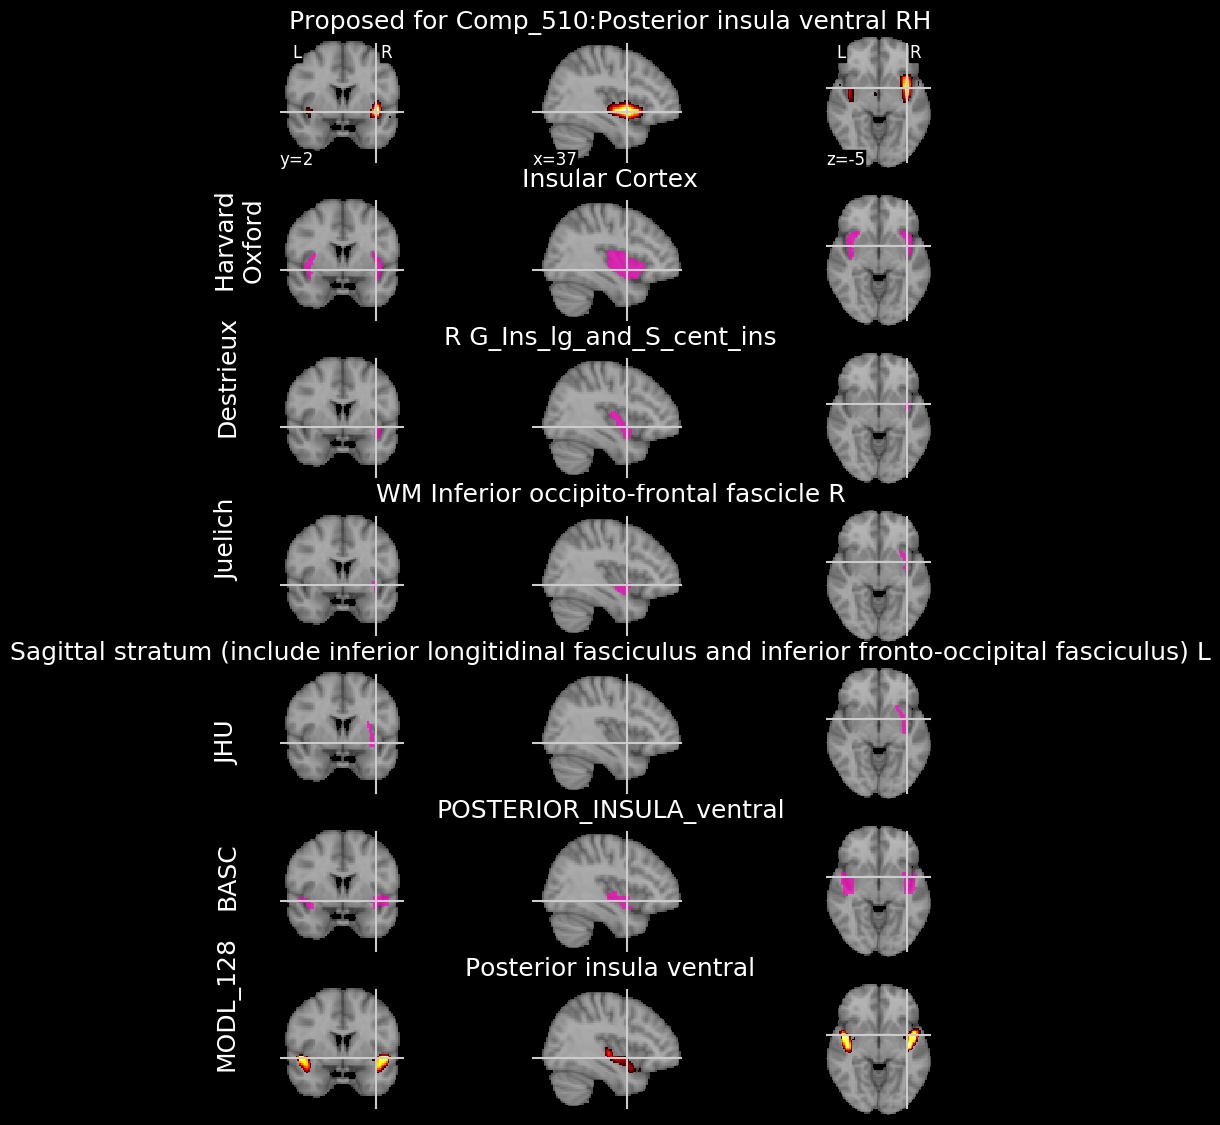 Proposed for Comp_510:Posterior insula ventral RH
L R L R
y=2 x=37 z=-5
Insular Cortex
Harvard
Oxford
R G_Ins_lg_and_S_cent_ins
Destrieux
WM Inferior occipito-frontal fascicle R
Juelich
Sagittal stratum (include inferior longitidinal fasciculus and inferior fronto-occipital fasciculus) L
JHU
POSTERIOR_INSULA_ventral
BASC
Posterior insula ventral
MODL_128